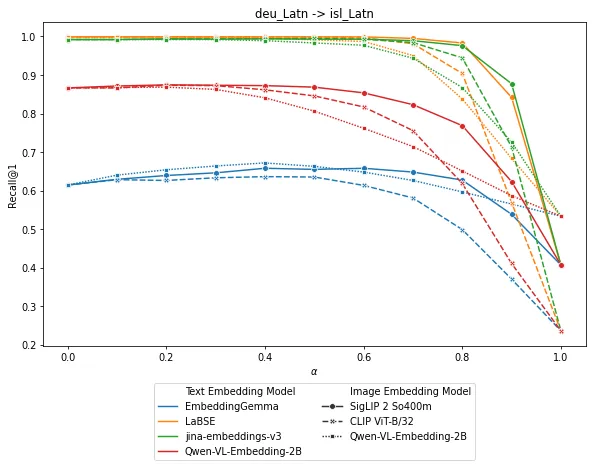 deu_Latn -> isl_Latn
Recall@1
1.0
0.9
0.8
0.7
0.6
0.5
0.4
0.3
0.2
0.0 0.2 0.4 0.6 0.8 1.0
α
Text Embedding Model Image Embedding Model
EmbeddingGemma SigLIP 2 So400m
LaBSE CLIP ViT-B/32
jina-embeddings-v3 Qwen-VL-Embedding-2B
Qwen-VL-Embedding-2B